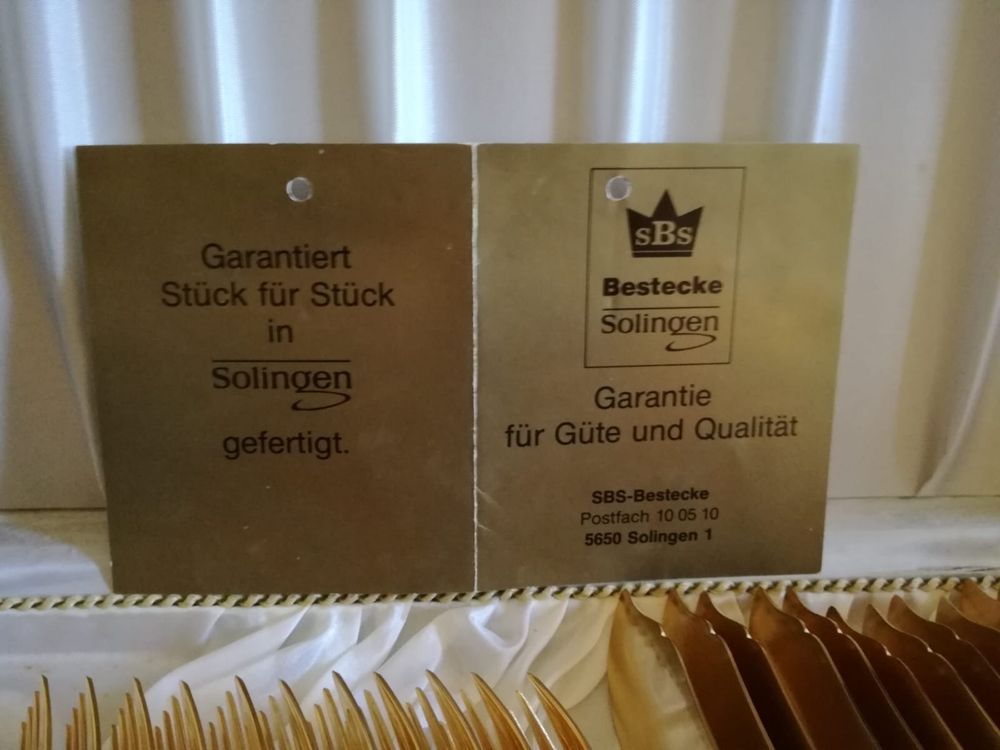 Garantiert
Stück für Stück
in
Solingen
gefertigt.
sBs
Bestecke
Solingen
Garantie
für Güte und Qualität
SBS-Bestecke
Postfach 10 05 10
5650 Solingen 1